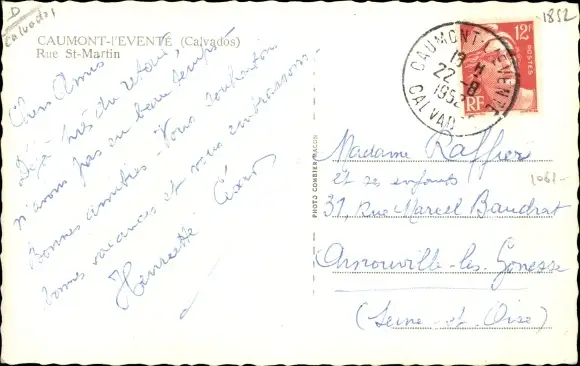 D
Calvados
1852
CAUMONT-l'EVENTÉ (Calvados)
Rue St-Martin
Chers Amis
Déjà près du retour,
n'avons pas eu beau temps.
Bonnes amitiés - Vous souhaitons
bonnes vacances et vous embrassons.
Henriette
CAUMONT-L'EVENTE
13 H
22 -8
1952
CALVADOS
12F
POSTES
RF
PHOTO COMBIER MACON
Madame Raffier
et ses enfants
1061-
31, Rue Marcel Baudrat
Arnouville-les-Gonesse
(Seine-et-Oise)